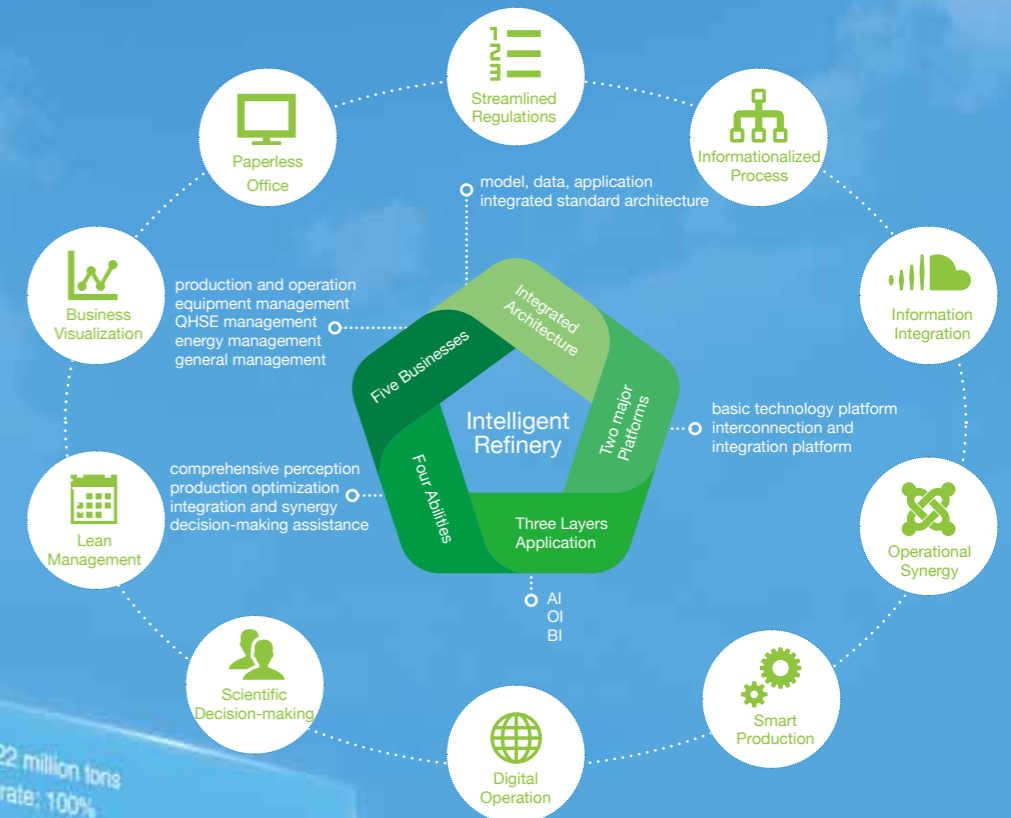 Streamlined
Regulations
Paperless
Office
Informationalized
Process
model, data, application
integrated standard architecture
Business
Visualization
production and operation
equipment management
QHSE management
energy management
general management
Information
Integration
Integrated
Architecture
Five Businesses
Intelligent
Refinery
Two major
Platforms
basic technology platform
interconnection and
integration platform
comprehensive perception
production optimization
integration and synergy
decision-making assistance
Four Abilities
Three Layers
Application
Lean
Management
Operational
Synergy
AI
OI
BI
Scientific
Decision-making
Smart
Production
Digital
Operation
22 million tons
rate: 100%